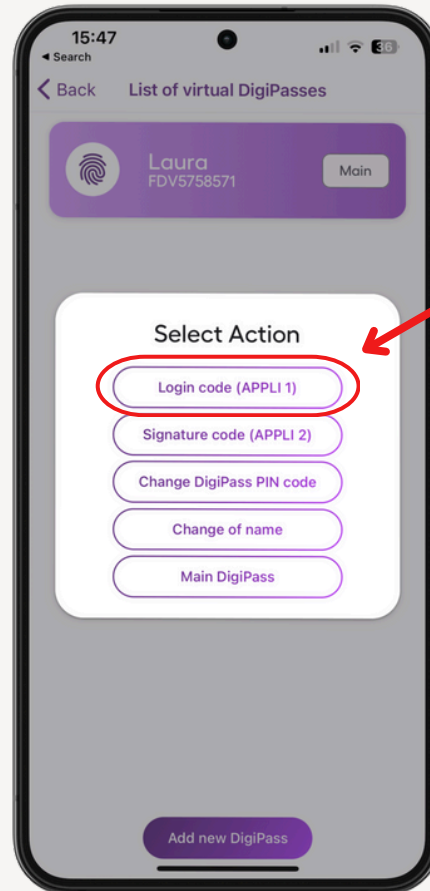 15:47
36
Search
Back List of virtual DigiPasses
Laura
FDV5758571
Main
Select Action
Login code (APPLI 1)
Signature code (APPLI 2)
Change DigiPass PIN code
Change of name
Main DigiPass
Add new DigiPass